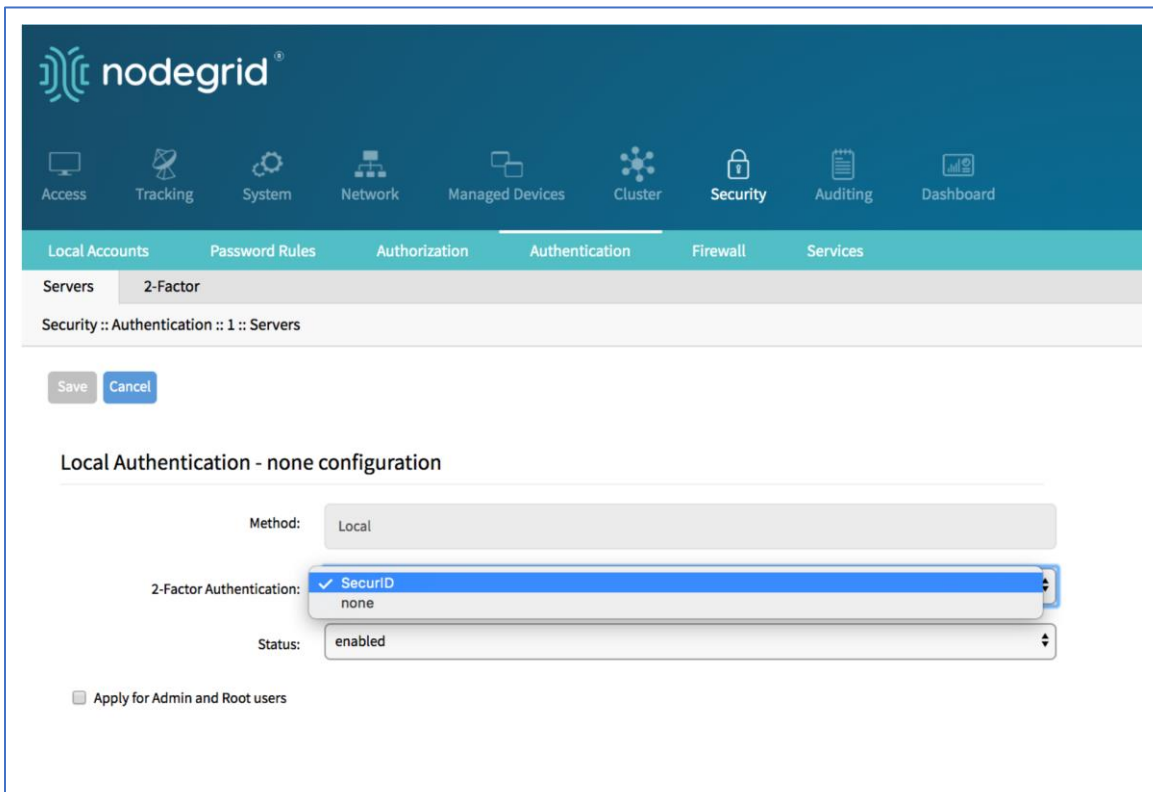 nodegrid®
Access Tracking System Network Managed Devices Cluster Security Auditing Dashboard
Local Accounts Password Rules Authorization Authentication Firewall Services
Servers 2-Factor
Security :: Authentication :: 1 :: Servers
Save Cancel
Local Authentication - none configuration
Method: Local
2-Factor Authentication: ✓ SecurID
none
Status: enabled
Apply for Admin and Root users